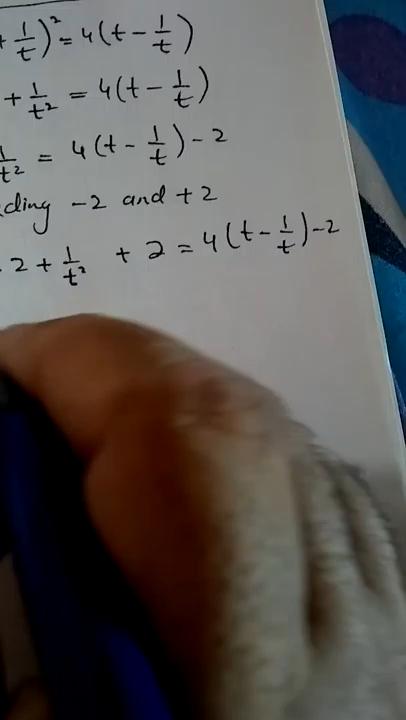 + 1/t)² = 4(t - 1/t)
+ 1/t² = 4(t - 1/t)
1/t² = 4(t - 1/t) - 2
ding -2 and +2
- 2 + 1/t² + 2 = 4(t - 1/t) - 2